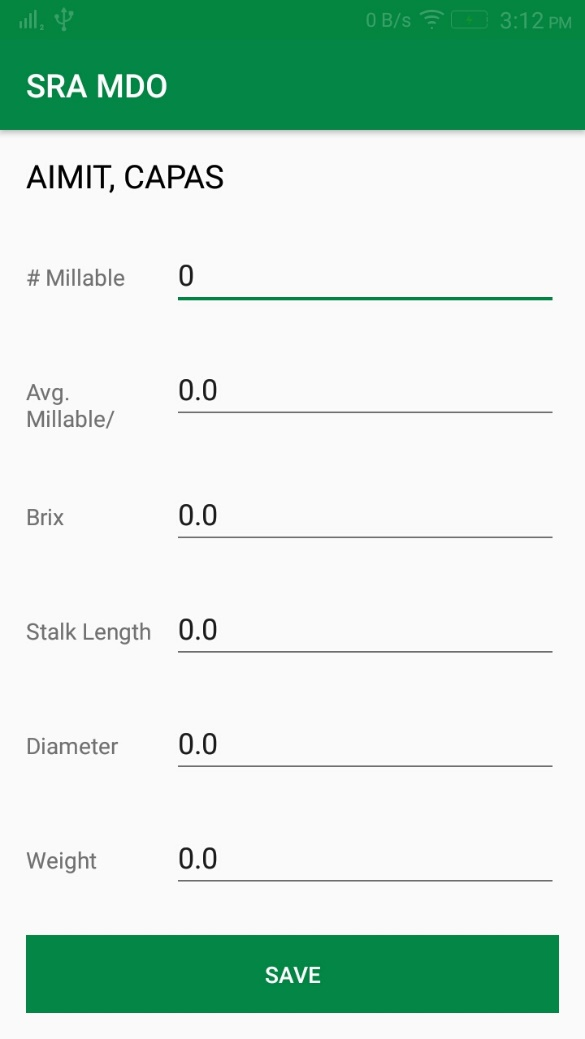 0 B/s 3:12 PM
SRA MDO
AIMIT, CAPAS
# Millable 0
Avg. 0.0
Millable/
Brix 0.0
Stalk Length 0.0
Diameter 0.0
Weight 0.0
SAVE